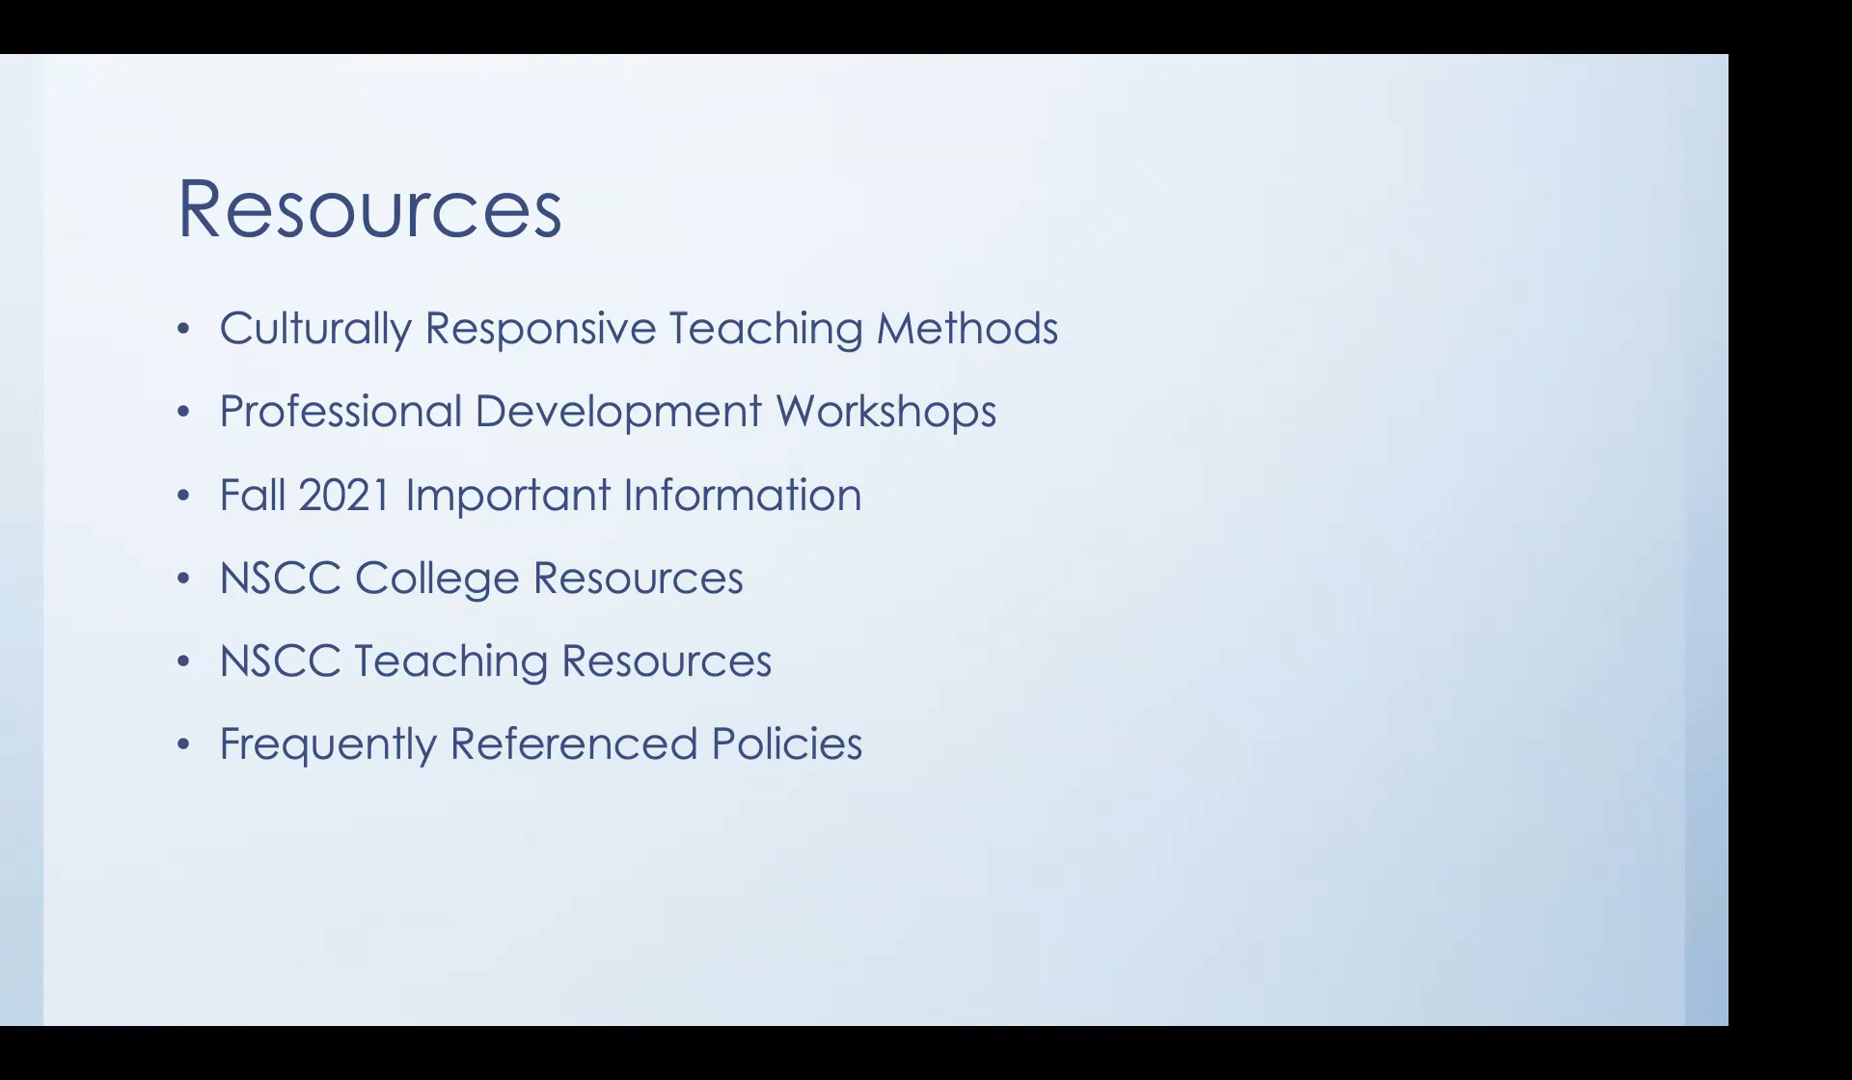 Resources
• Culturally Responsive Teaching Methods
• Professional Development Workshops
• Fall 2021 Important Information
• NSCC College Resources
• NSCC Teaching Resources
• Frequently Referenced Policies